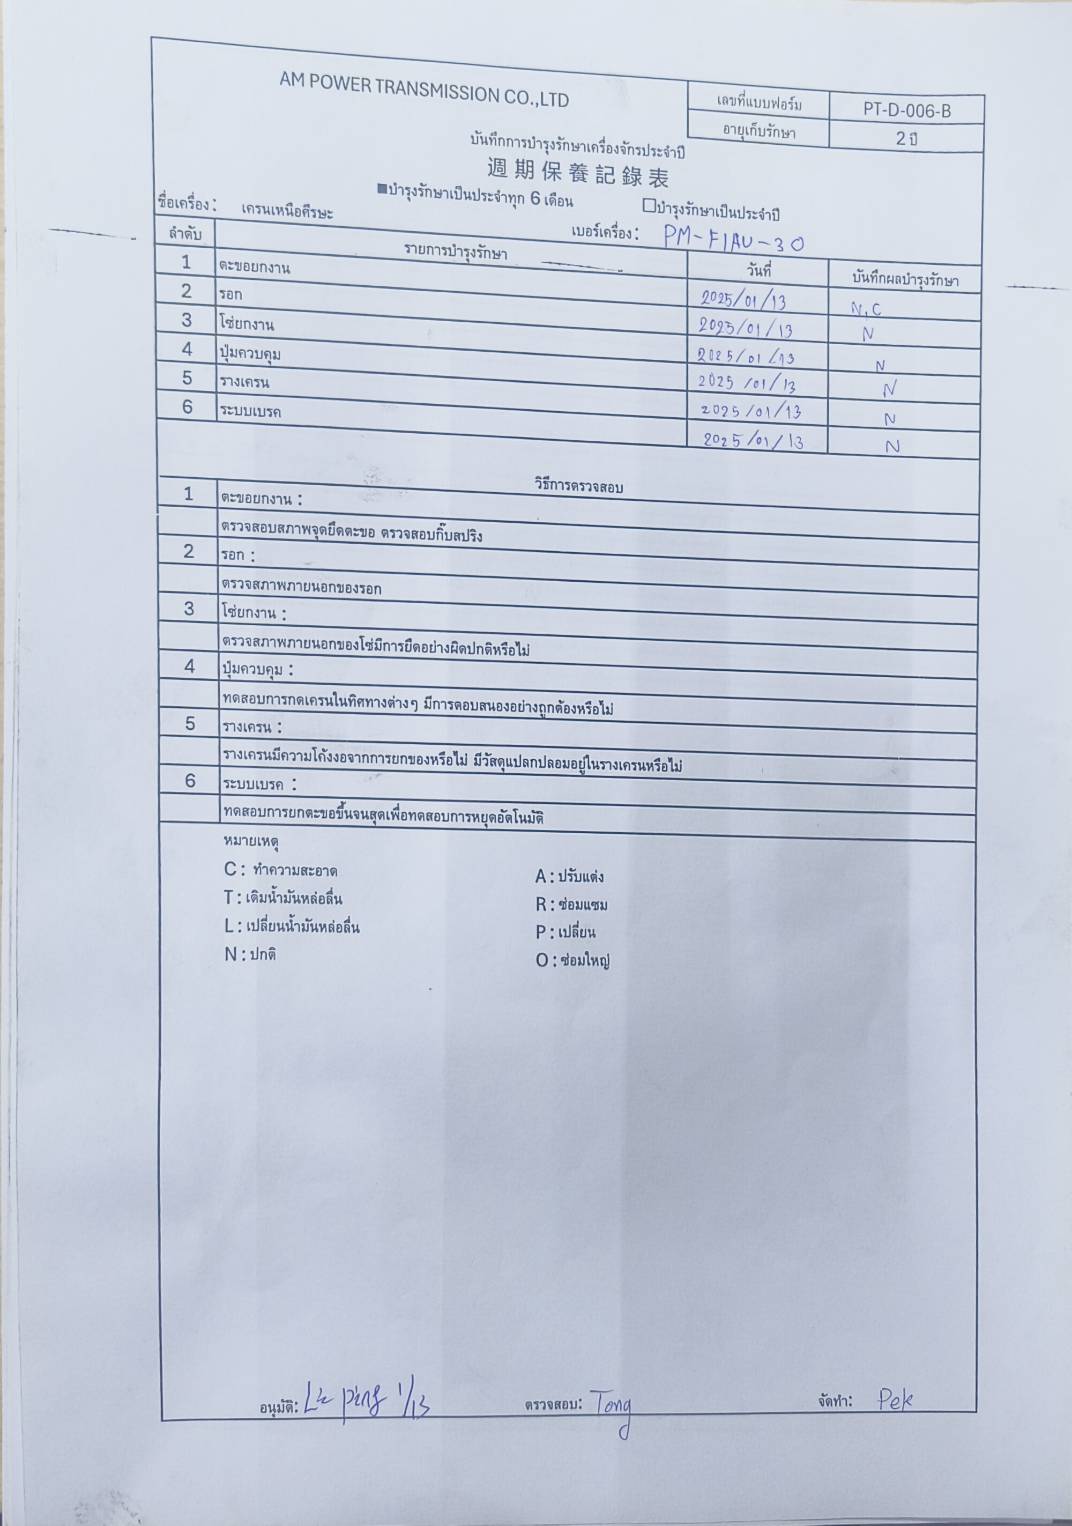 AM POWER TRANSMISSION CO.,LTD
เลขที่แบบฟอร์ม PT-D-006-B
อายุเก็บรักษา 2 ปี
บันทึกการบำรุงรักษาเครื่องจักรประจำปี
週期保養記錄表
■บำรุงรักษาเป็นประจำทุก 6 เดือน □บำรุงรักษาเป็นประจำปี
ชื่อเครื่อง: เครนเหนือศีรษะ เบอร์เครื่อง: PM-FIAU-30
ลำดับ รายการบำรุงรักษา วันที่ บันทึกผลบำรุงรักษา
1 ตะขอยกงาน 2025/01/13 N,C
2 รอก 2025/01/13 N
3 โซ่ยกงาน 2025/01/13 N
4 ปุ่มควบคุม 2025/01/13 N
5 รางเครน 2025/01/13 N
6 ระบบเบรค 2025/01/13 N
วิธีการตรวจสอบ
1 ตะขอยกงาน :
ตรวจสอบสภาพจุดยึดตะขอ ตรวจสอบกิ๊บสปริง
2 รอก :
ตรวจสภาพภายนอกของรอก
3 โซ่ยกงาน :
ตรวจสภาพภายนอกของโซ่มีการยืดอย่างผิดปกติหรือไม่
4 ปุ่มควบคุม :
ทดสอบการกดเครนในทิศทางต่างๆ มีการตอบสนองอย่างถูกต้องหรือไม่
5 รางเครน :
รางเครนมีความโค้งงอจากการยกของหรือไม่ มีวัสดุแปลกปลอมอยู่ในรางเครนหรือไม่
6 ระบบเบรค :
ทดสอบการยกตะขอขึ้นจนสุดเพื่อทดสอบการหยุดอัตโนมัติ
หมายเหตุ
C : ทำความสะอาด A : ปรับแต่ง
T : เติมน้ำมันหล่อลื่น R : ซ่อมแซม
L : เปลี่ยนน้ำมันหล่อลื่น P : เปลี่ยน
N : ปกติ O : ซ่อมใหญ่
อนุมัติ: ping 1/13 ตรวจสอบ: Tong จัดทำ: Pek